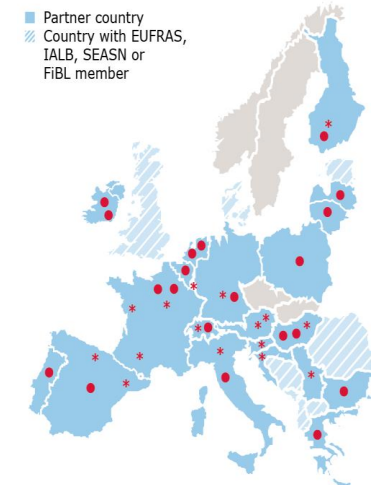 Partner country
Country with EUFRAS,
IALB, SEASN or
FiBL member